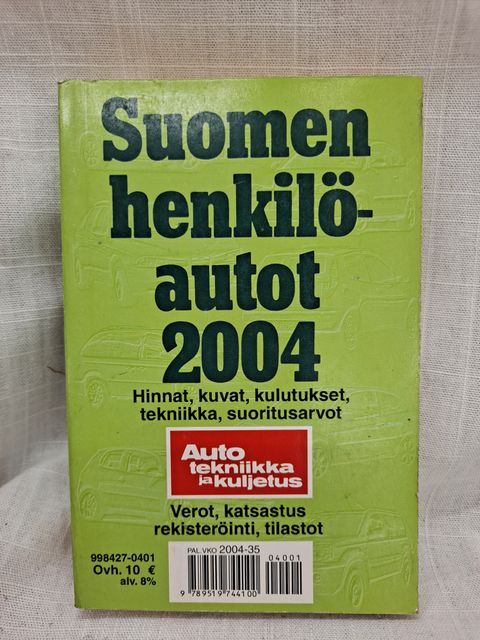 Suomen
henkilö-
autot
2004
Hinnat, kuvat, kulutukset,
tekniikka, suoritusarvot
Auto
tekniikka
ja kuljetus
Verot, katsastus
rekisteröinti, tilastot
998427-0401
Ovh. 10 €
alv. 8%
PAL.VKO 2004-35
04001
9 789519 744100